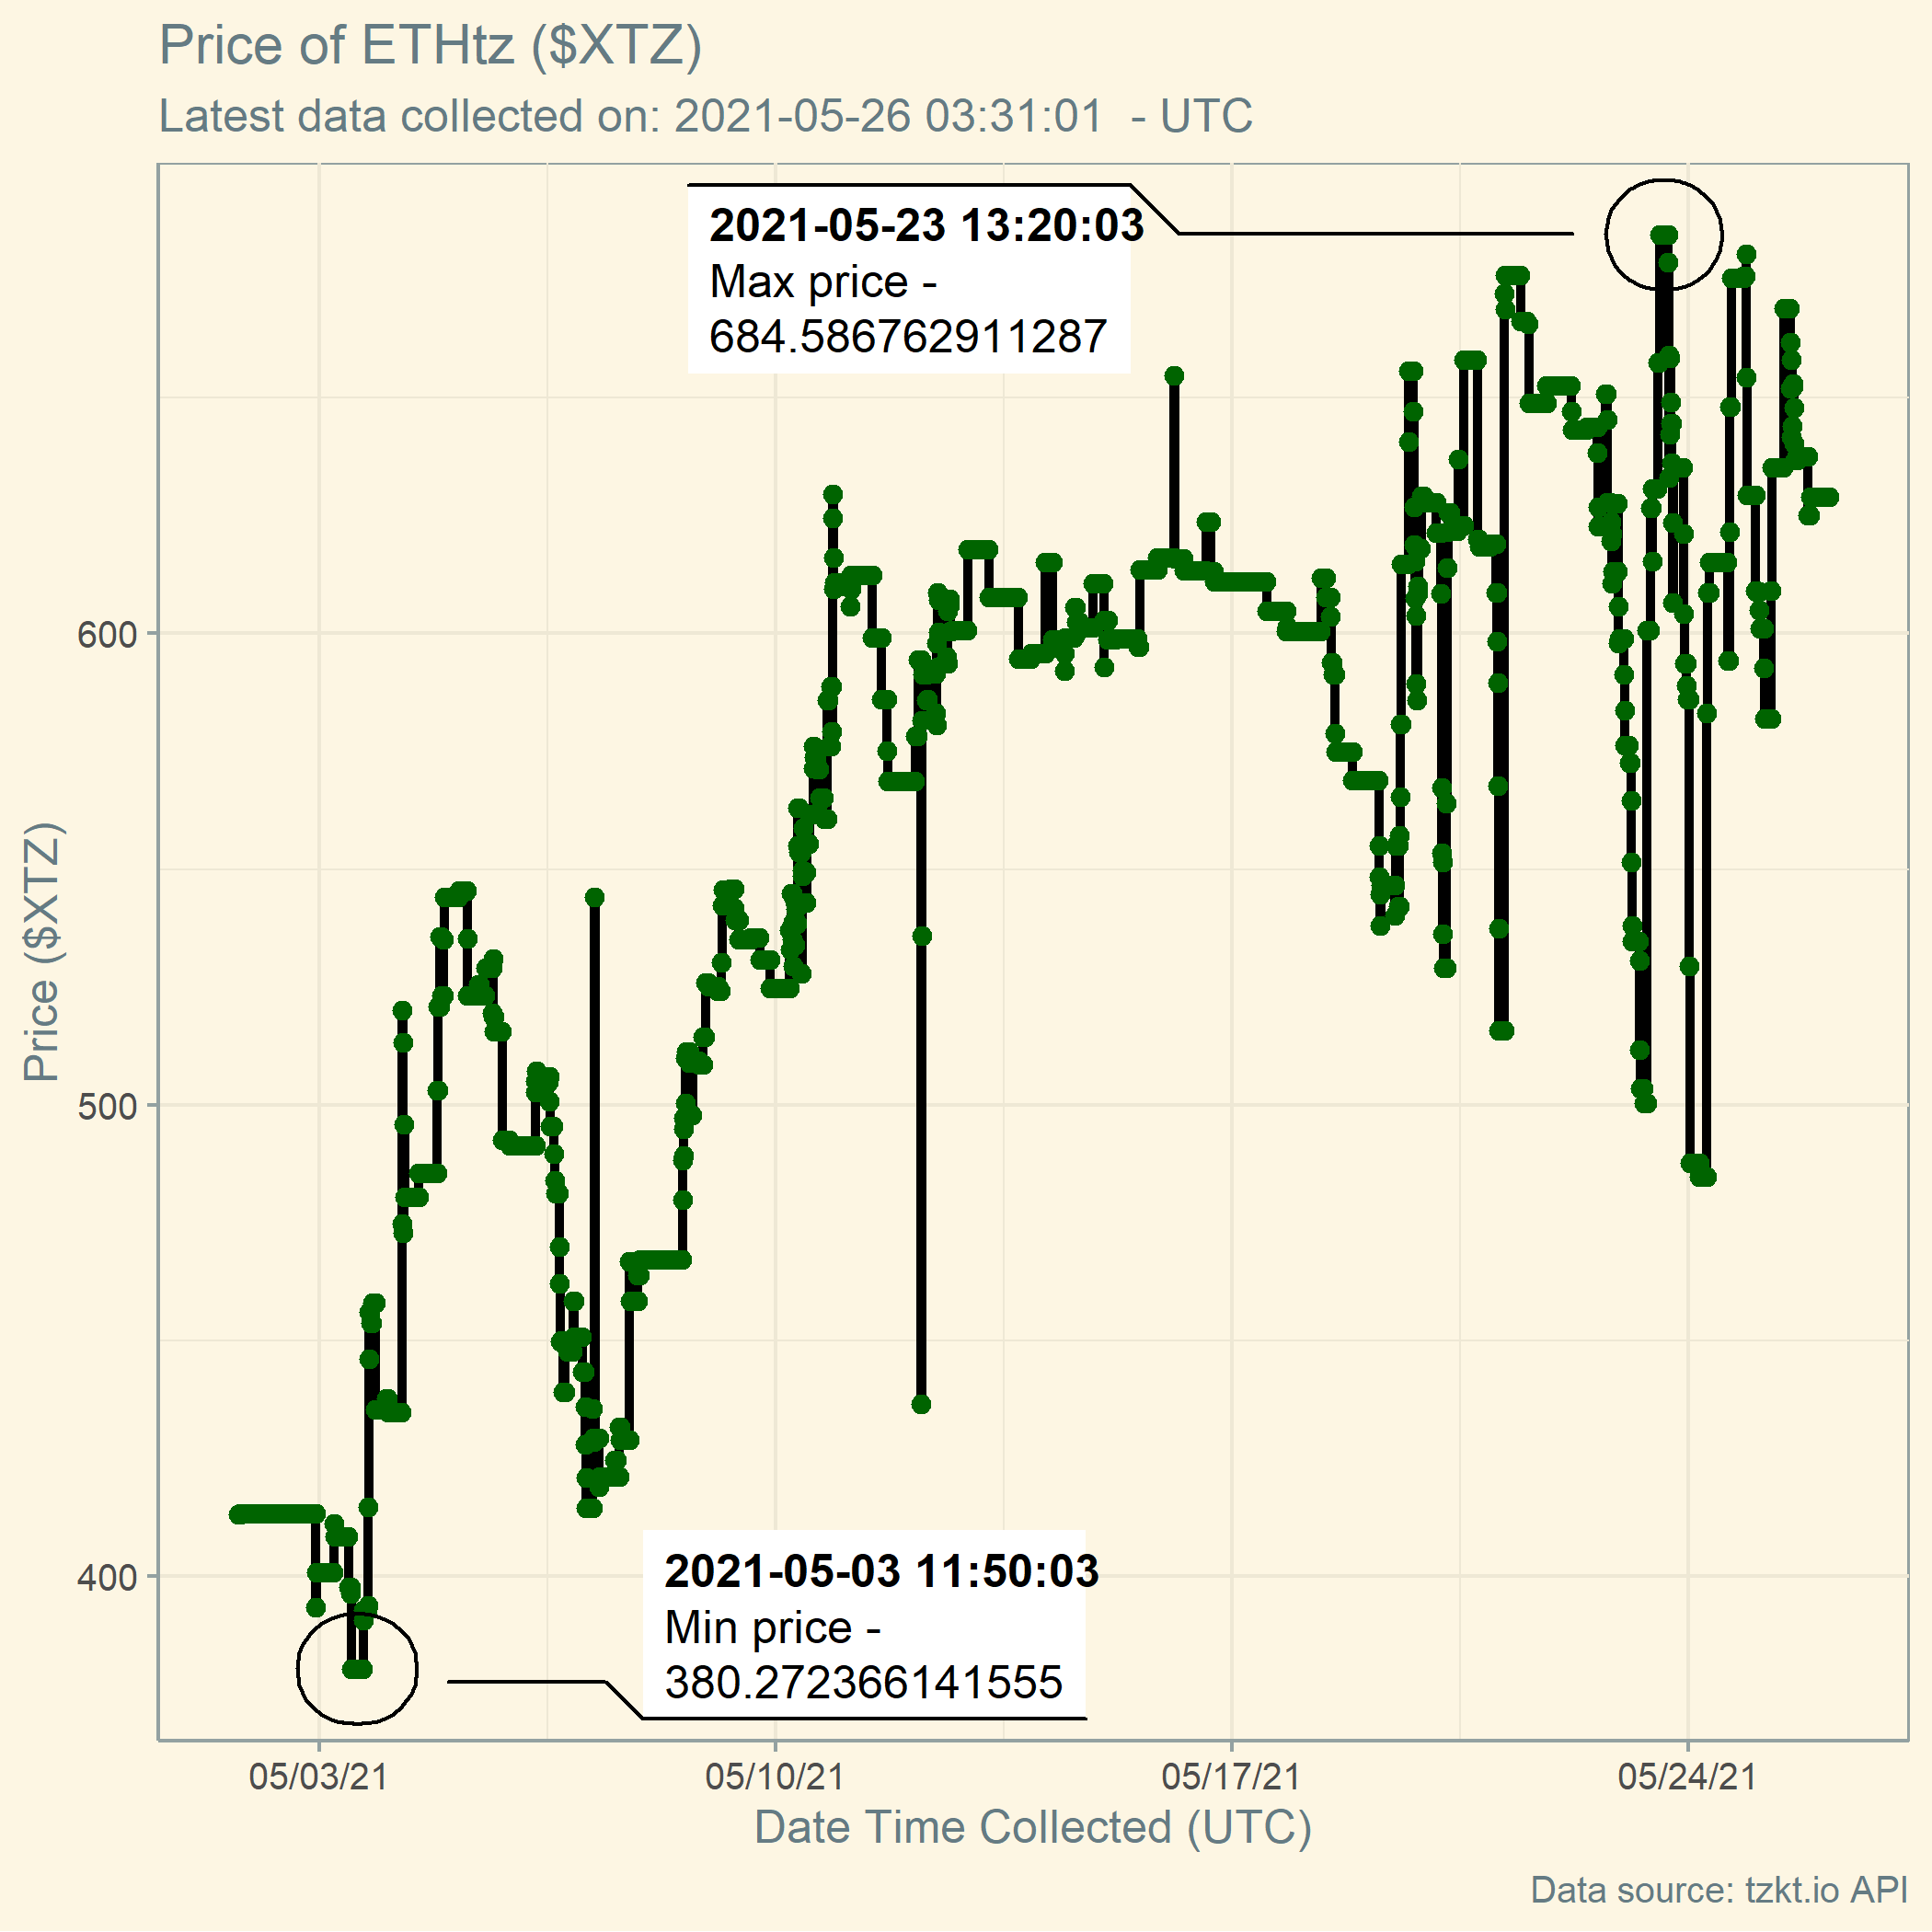 Price of ETHtz ($XTZ)
Latest data collected on: 2021-05-26 03:31:01  - UTC
2021-05-23 13:20:03
Max price -
684.586762911287
600
500
400
Price ($XTZ)
2021-05-03 11:50:03
Min price -
380.272366141555
05/03/21
05/10/21
05/17/21
05/24/21
Date Time Collected (UTC)
Data source: tzkt.io API